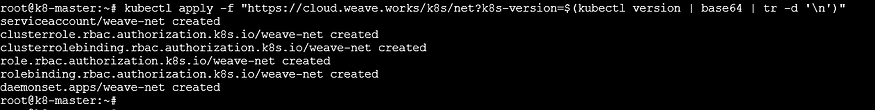 root@k8-master:~# kubectl apply -f "https://cloud.weave.works/k8s/net?k8s-version=$(kubectl version | base64 | tr -d '\n')"
serviceaccount/weave-net created
clusterrole.rbac.authorization.k8s.io/weave-net created
clusterrolebinding.rbac.authorization.k8s.io/weave-net created
role.rbac.authorization.k8s.io/weave-net created
rolebinding.rbac.authorization.k8s.io/weave-net created
daemonset.apps/weave-net created
root@k8-master:~#